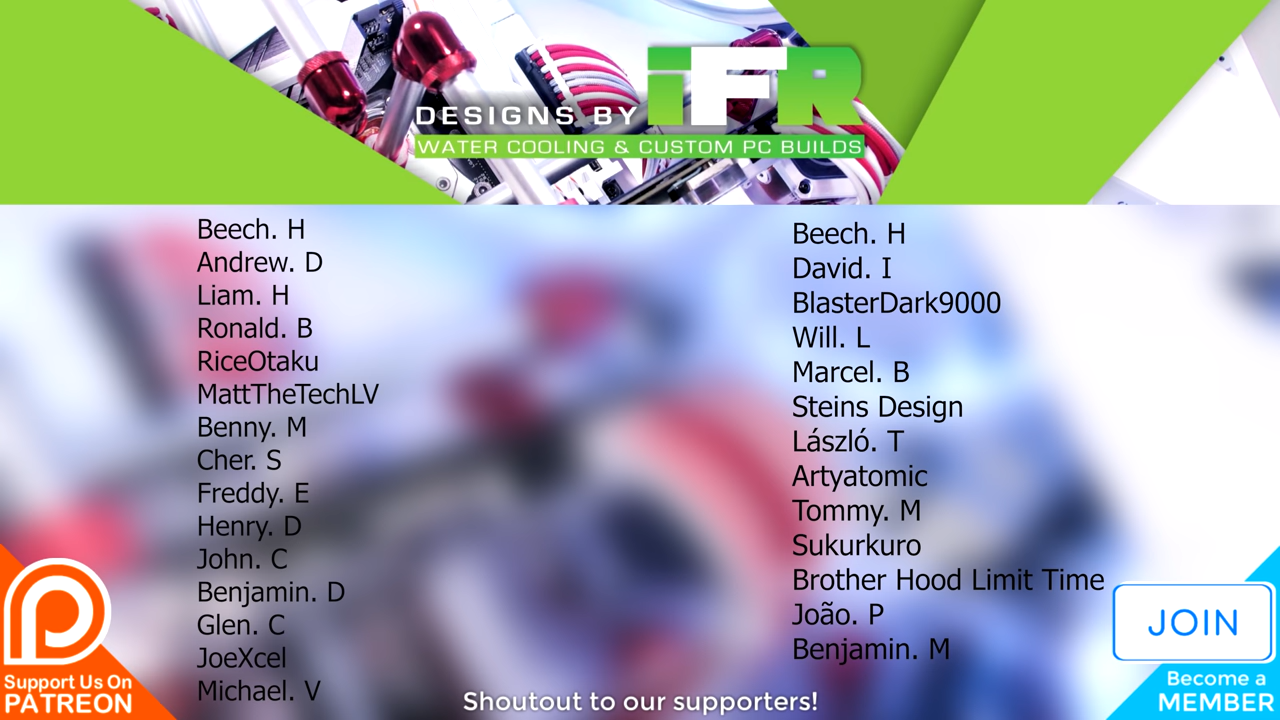 DESIGNS BY iFR
WATER COOLING & CUSTOM PC BUILDS
Beech. H
Andrew. D
Liam. H
Ronald. B
RiceOtaku
MattTheTechLV
Benny. M
Cher. S
Freddy. E
Henry. D
John. C
Benjamin. D
Glen. C
JoeXcel
Michael. V
Beech. H
David. I
BlasterDark9000
Will. L
Marcel. B
Steins Design
László. T
Artyatomic
Tommy. M
Sukurkuro
Brother Hood Limit Time
João. P
Benjamin. M
Support Us On
PATREON
Shoutout to our supporters!
JOIN
Become a
MEMBER